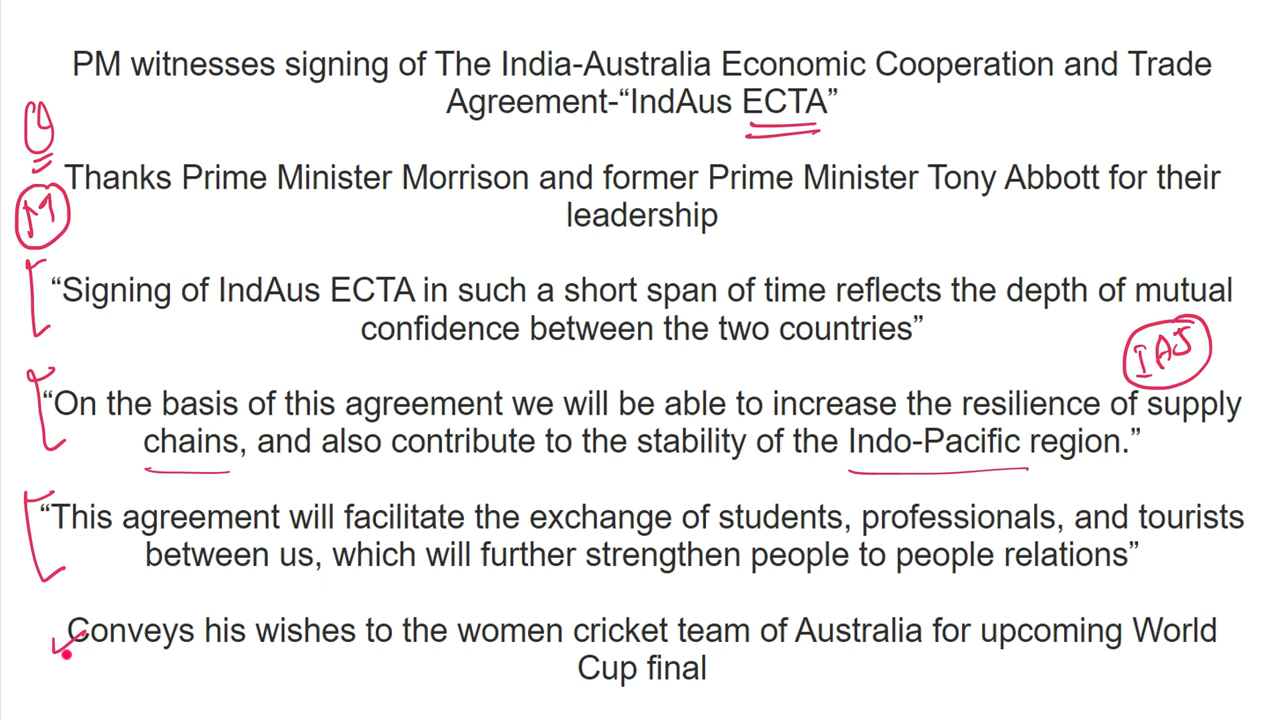 PM witnesses signing of The India-Australia Economic Cooperation and Trade
Agreement-“IndAus ECTA”
Thanks Prime Minister Morrison and former Prime Minister Tony Abbott for their
leadership
M
“Signing of IndAus ECTA in such a short span of time reflects the depth of mutual
confidence between the two countries”
IAS
“On the basis of this agreement we will be able to increase the resilience of supply
chains, and also contribute to the stability of the Indo-Pacific region.”
“This agreement will facilitate the exchange of students, professionals, and tourists
between us, which will further strengthen people to people relations”
Conveys his wishes to the women cricket team of Australia for upcoming World
Cup final